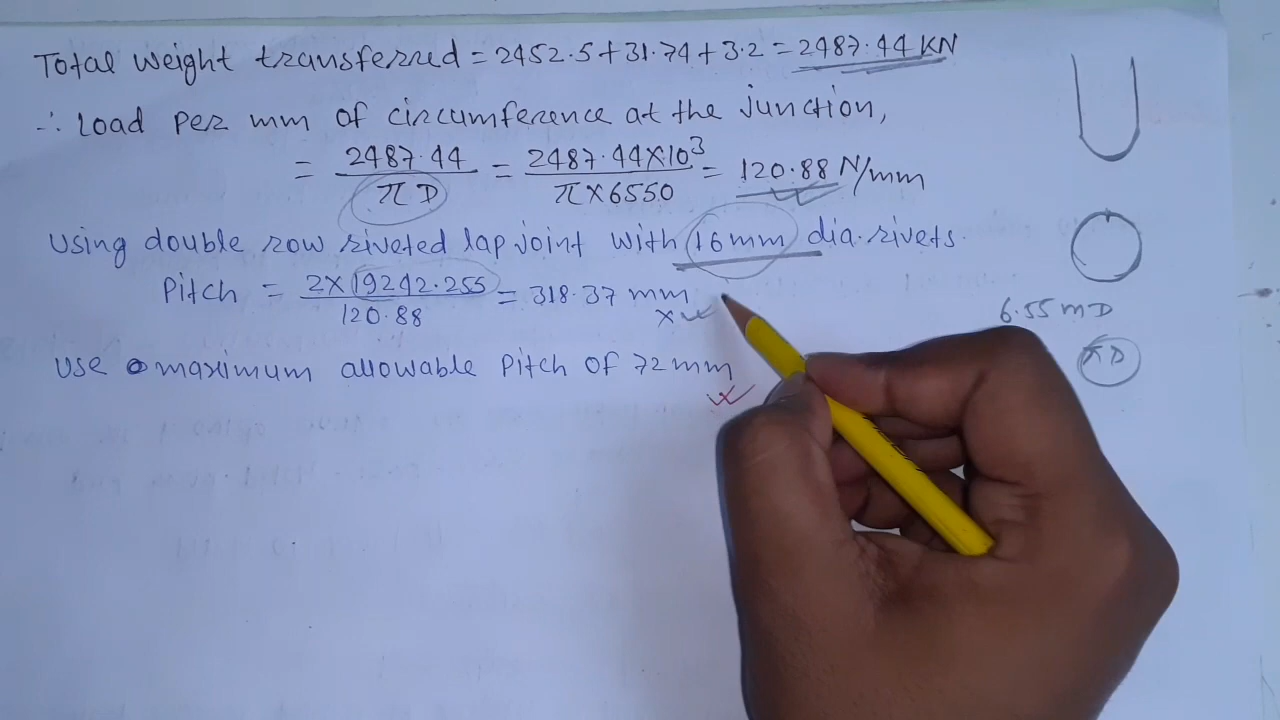 Total weight transferred = 2452.5 + 31.74 + 3.2 = 2487.44 KN
∴ Load per mm of circumference at the junction,
= 2487.44 / πD = 2487.44×10³ / π×6550 = 120.88 N/mm
Using double row riveted lap joint with 16mm dia. rivets.
Pitch = 2×19242.255 / 120.88 = 318.37 mm
Use maximum allowable pitch of 72mm
6.55 m D
πD